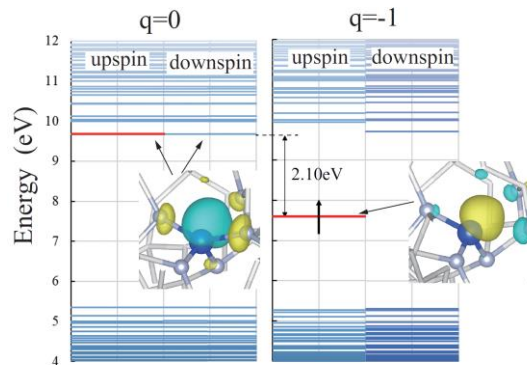 q=0 q=-1
12
upspin downspin upspin downspin
11
10
9
2.10eV
8
7
6
5
4
Energy (eV)